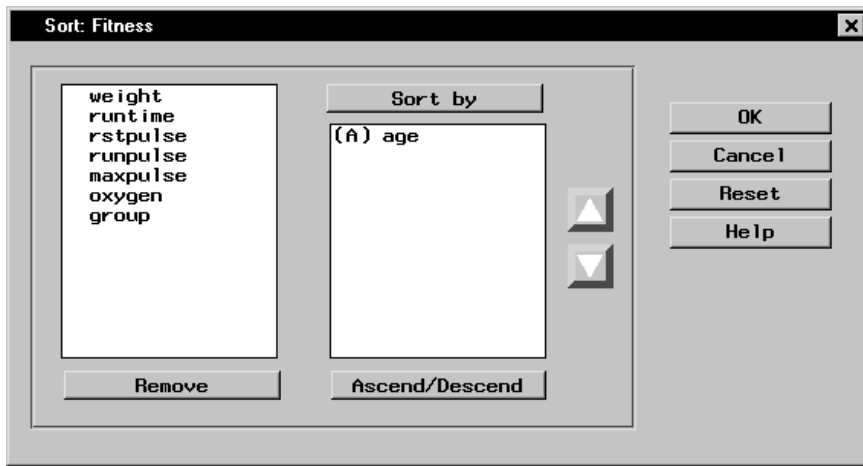 Sort: Fitness
weight
runtime
rstpulse
runpulse
maxpulse
oxygen
group
Remove
Sort by
(A) age
Ascend/Descend
OK
Cancel
Reset
Help